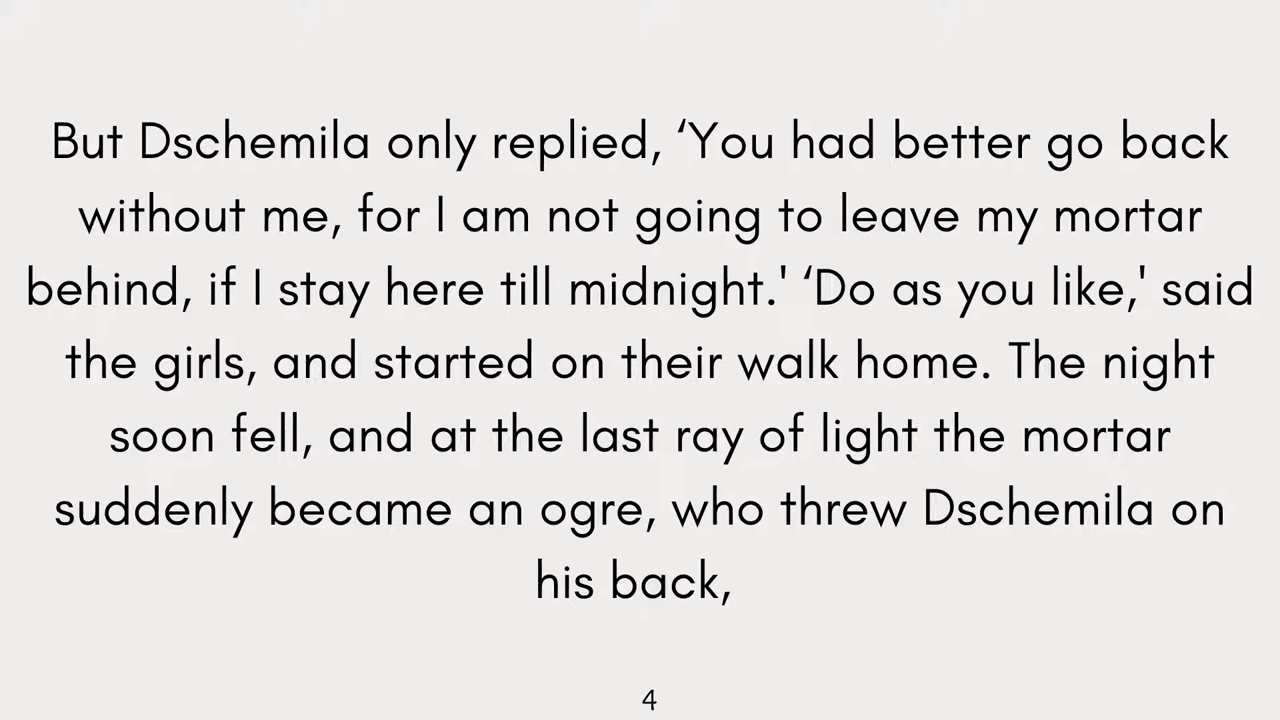 But Dschemila only replied, ‘You had better go back
without me, for I am not going to leave my mortar
behind, if I stay here till midnight.' ‘Do as you like,' said
the girls, and started on their walk home. The night
soon fell, and at the last ray of light the mortar
suddenly became an ogre, who threw Dschemila on
his back,
4